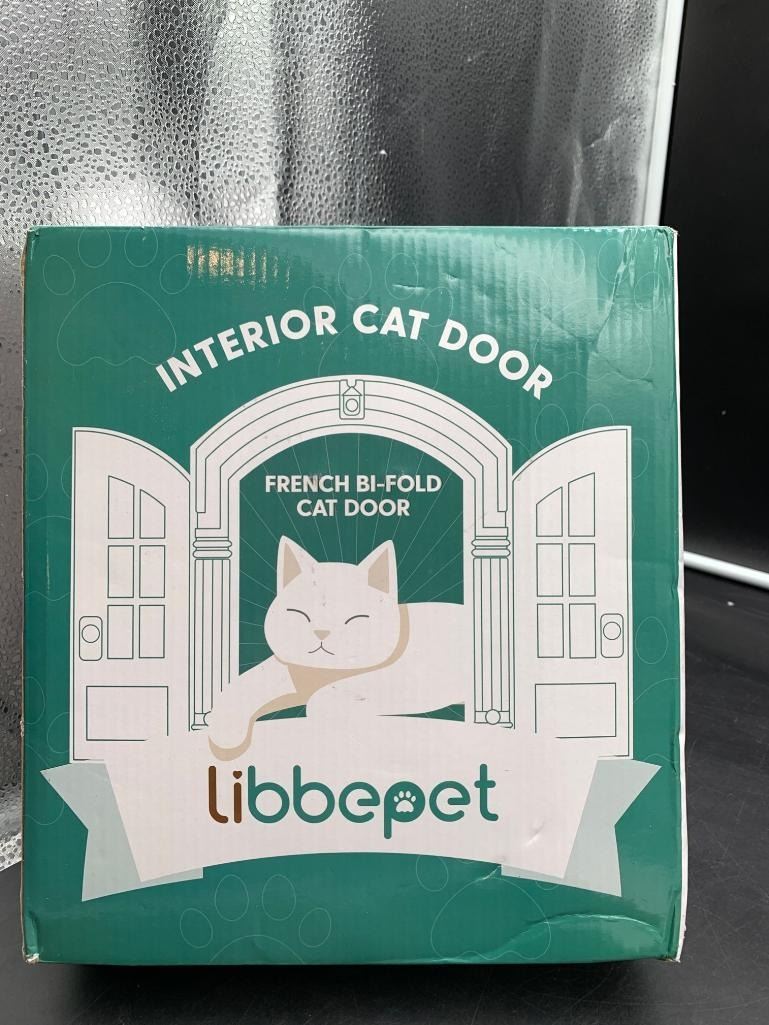 INTERIOR CAT DOOR
FRENCH BI-FOLD
CAT DOOR
libbepet